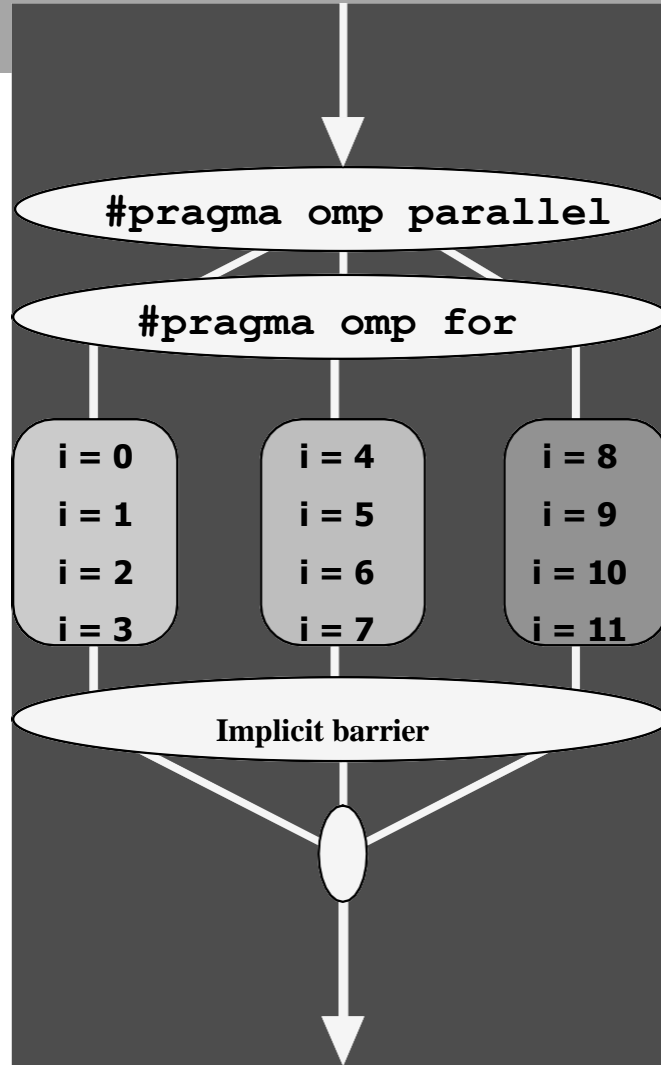 #pragma omp parallel
#pragma omp for
i = 0
i = 1
i = 2
i = 3
i = 4
i = 5
i = 6
i = 7
i = 8
i = 9
i = 10
i = 11
Implicit barrier